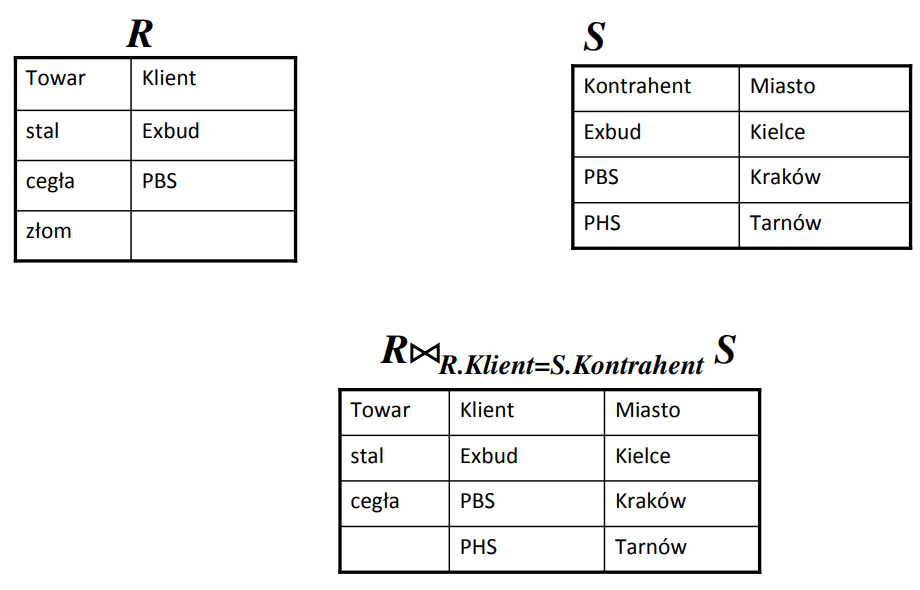 R
Towar Klient
stal Exbud
cegła PBS
złom
S
Kontrahent Miasto
Exbud Kielce
PBS Kraków
PHS Tarnów
R⋈R.Klient=S.Kontrahent S
Towar Klient Miasto
stal Exbud Kielce
cegła PBS Kraków
PHS Tarnów